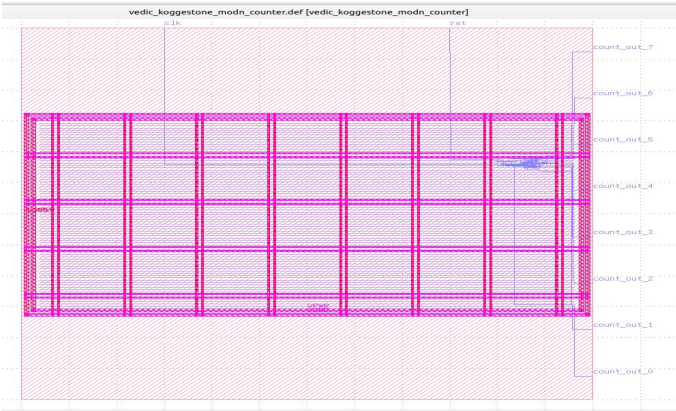 vedic_koggestone_modn_counter.def [vedic_koggestone_modn_counter]
clk
rst
count_out_7
count_out_6
count_out_5
count_out_4
count_out_3
count_out_2
count_out_1
count_out_0